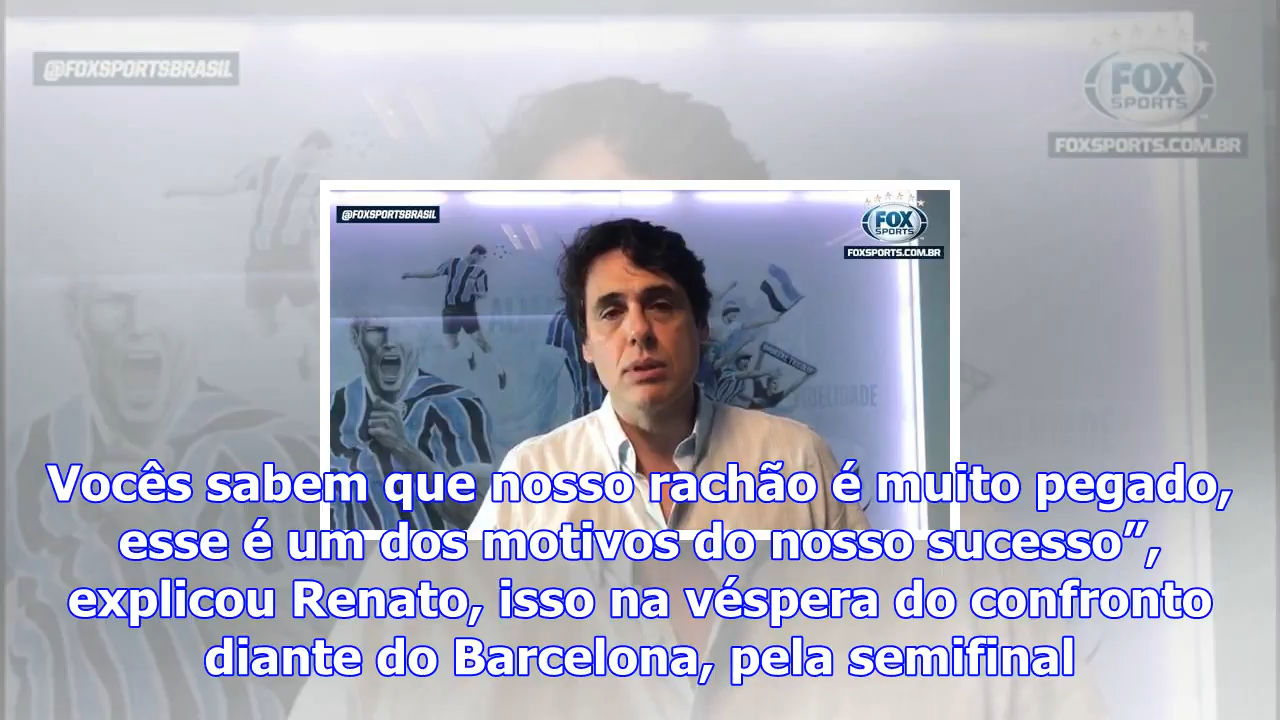 @FOXSPORTSBRASIL
FOX
SPORTS
FOXSPORTS.COM.BR
@FOXSPORTSBRASIL
FOX
SPORTS
FOXSPORTS.COM.BR
Vocês sabem que nosso rachão é muito pegado,
esse é um dos motivos do nosso sucesso”,
explicou Renato, isso na véspera do confronto
diante do Barcelona, pela semifinal